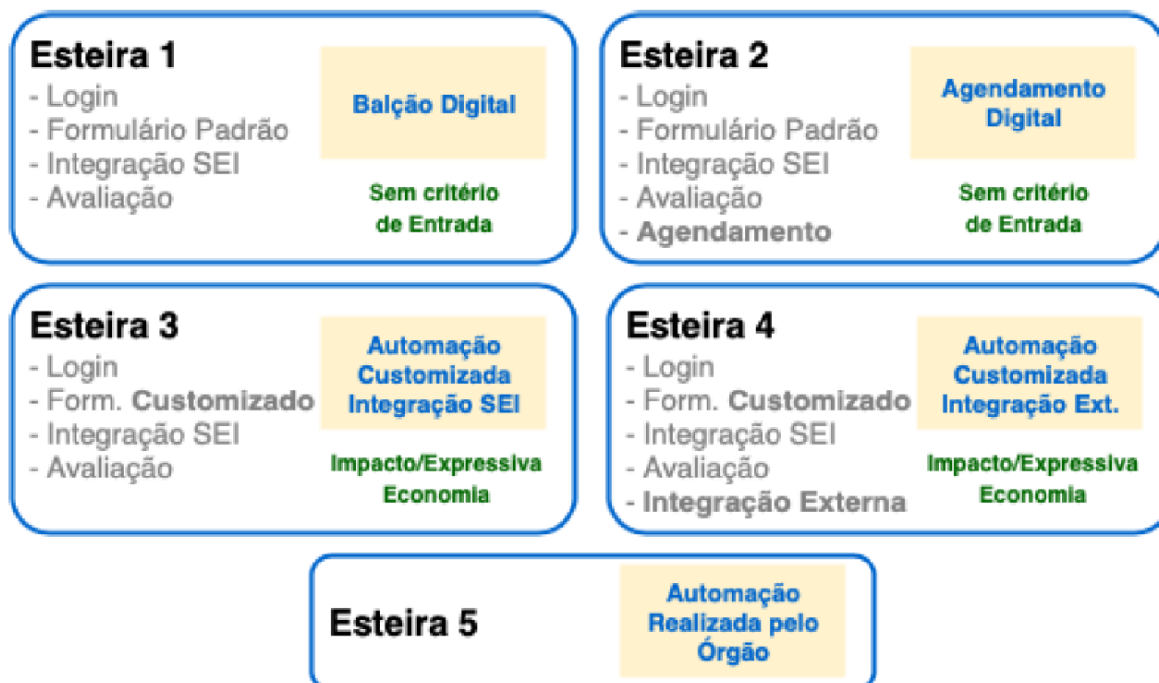 Esteira 1
- Login
- Formulário Padrão
- Integração SEI
- Avaliação
Balção Digital
Sem critério
de Entrada
Esteira 2
- Login
- Formulário Padrão
- Integração SEI
- Avaliação
- Agendamento
Agendamento
Digital
Sem critério
de Entrada
Esteira 3
- Login
- Form. Customizado
- Integração SEI
- Avaliação
Automação
Customizada
Integração SEI
Impacto/Expressiva
Economia
Esteira 4
- Login
- Form. Customizado
- Integração SEI
- Avaliação
- Integração Externa
Automação
Customizada
Integração Ext.
Impacto/Expressiva
Economia
Esteira 5
Automação
Realizada pelo
Órgão